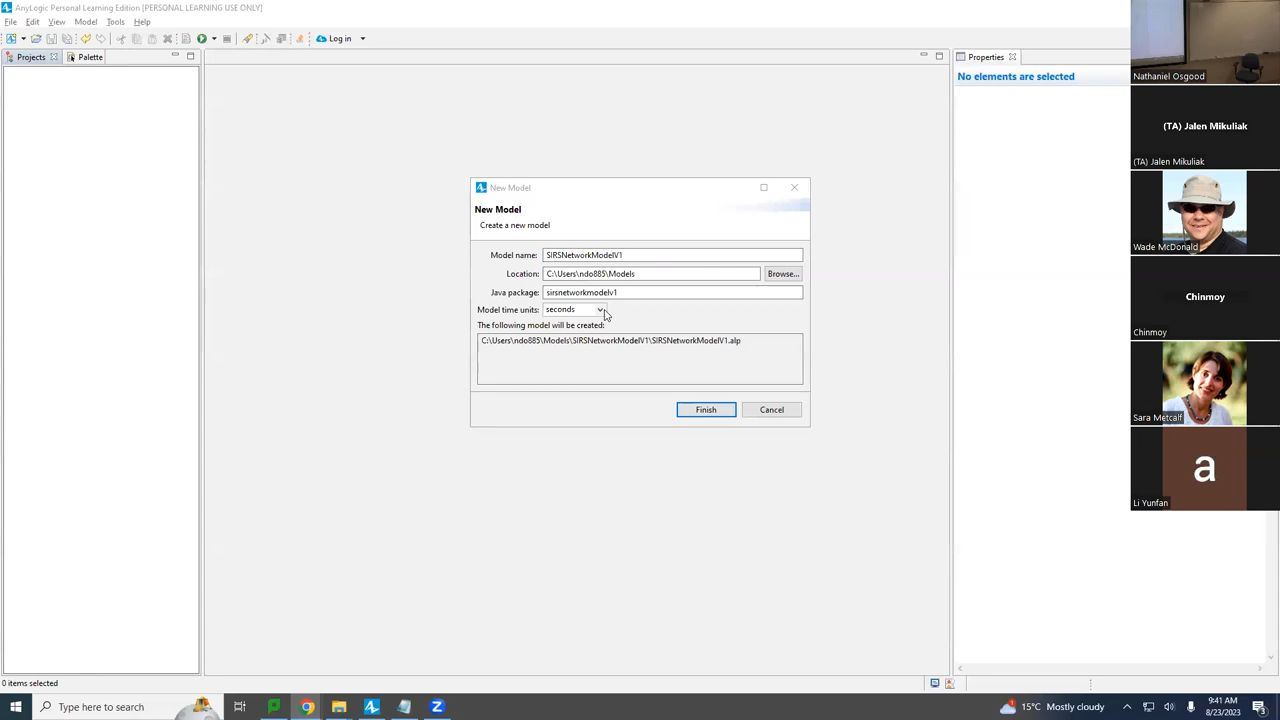 AnyLogic Personal Learning Edition [PERSONAL LEARNING USE ONLY]
File Edit View Model Tools Help
Log in
Projects
Palette
Properties
No elements are selected
New Model
New Model
Create a new model
Model name: SIRSNetworkModelV1
Location: C:\Users\ndo885\Models Browse...
Java package: sirsnetworkmodelv1
Model time units: seconds
The following model will be created:
C:\Users\ndo885\Models\SIRSNetworkModelV1\SIRSNetworkModelV1.alp
Finish Cancel
Nathaniel Osgood
(TA) Jalen Mikuliak
(TA) Jalen Mikuliak
Wade McDonald
Chinmoy
Chinmoy
Sara Metcalf
a
Li Yunfan
0 items selected
Type here to search
15°C Mostly cloudy
9:41 AM
8/23/2023
3